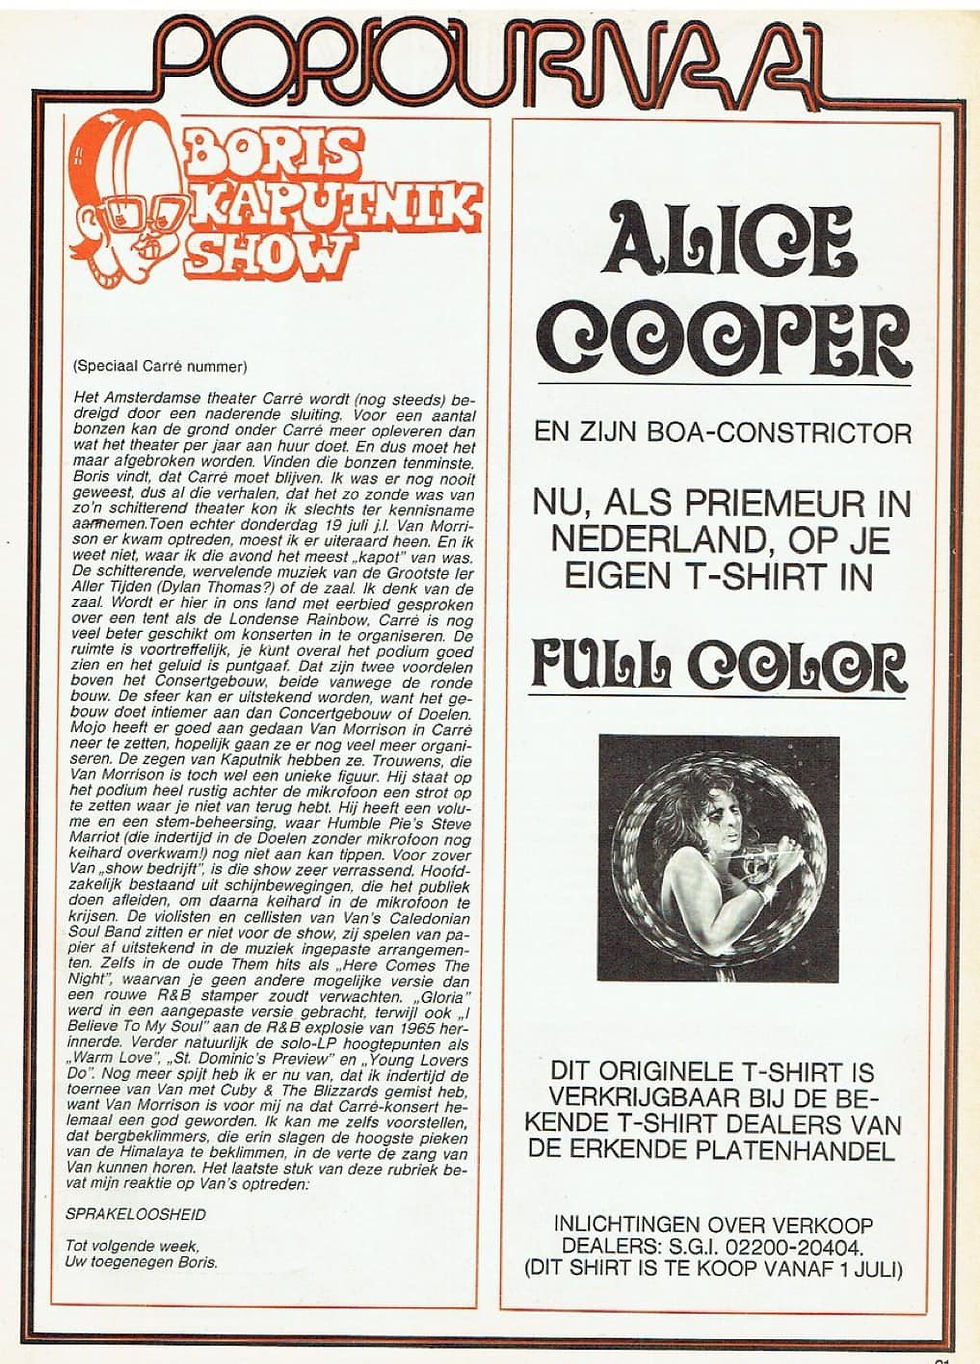 POPJOURNAAL
BORIS
KAPUTNIK
SHOW
(Speciaal Carré nummer)
Het Amsterdamse theater Carré wordt (nog steeds) be-
dreigd door een naderende sluiting. Voor een aantal
bonzen kan de grond onder Carré meer opleveren dan
wat het theater per jaar aan huur doet. En dus moet het
maar afgebroken worden. Vinden die bonzen tenminste.
Boris vindt, dat Carré moet blijven. Ik was er nog nooit
geweest, dus al die verhalen, dat het zo zonde was van
zo'n schitterend theater kon ik slechts ter kennisname
aannemen.Toen echter donderdag 19 juli j.l. Van Morri-
son er kwam optreden, moest ik er uiteraard heen. En ik
weet niet, waar ik die avond het meest „kapot" van was.
De schitterende, wervelende muziek van de Grootste Ier
Aller Tijden (Dylan Thomas?) of de zaal. Ik denk van de
zaal. Wordt er hier in ons land met eerbied gesproken
over een tent als de Londense Rainbow, Carré is nog
veel beter geschikt om konserten in te organiseren. De
ruimte is voortreffelijk, je kunt overal het podium goed
zien en het geluid is puntgaaf. Dat zijn twee voordelen
boven het Consertgebouw, beide vanwege de ronde
bouw. De sfeer kan er uitstekend worden, want het ge-
bouw doet intiemer aan dan Concertgebouw of Doelen.
Mojo heeft er goed aan gedaan Van Morrison in Carré
neer te zetten, hopelijk gaan ze er nog veel meer organi-
seren. De zegen van Kaputnik hebben ze. Trouwens, die
Van Morrison is toch wel een unieke figuur. Hij staat op
het podium heel rustig achter de mikrofoon een strot op
te zetten waar je niet van terug hebt. Hij heeft een volu-
me en een stem-beheersing, waar Humble Pie's Steve
Marriot (die indertijd in de Doelen zonder mikrofoon nog
keihard overkwam!) nog niet aan kan tippen. Voor zover
Van „show bedrijft", is die show zeer verrassend. Hoofd-
zakelijk bestaand uit schijnbewegingen, die het publiek
doen afleiden, om daarna keihard in de mikrofoon te
krijsen. De violisten en cellisten van Van's Caledonian
Soul Band zitten er niet voor de show, zij spelen van pa-
pier af uitstekend in de muziek ingepaste arrangemen-
ten. Zelfs in de oude Them hits als „Here Comes The
Night", waarvan je geen andere mogelijke versie dan
een rouwe R&B stamper zoudt verwachten. „Gloria"
werd in een aangepaste versie gebracht, terwijl ook „I
Believe To My Soul" aan de R&B explosie van 1965 her-
innerde. Verder natuurlijk de solo-LP hoogtepunten als
„Warm Love", „St. Dominic's Preview" en „Young Lovers
Do". Nog meer spijt heb ik er nu van, dat ik indertijd de
toernee van Van met Cuby & The Blizzards gemist heb,
want Van Morrison is voor mij na dat Carré-konsert he-
lemaal een god geworden. Ik kan me zelfs voorstellen,
dat bergbeklimmers, die erin slagen de hoogste pieken
van de Himalaya te beklimmen, in de verte de zang van
Van kunnen horen. Het laatste stuk van deze rubriek be-
vat mijn reaktie op Van's optreden:
SPRAKELOOSHEID
Tot volgende week,
Uw toegenegen Boris.
ALICE
COOPER
EN ZIJN BOA-CONSTRICTOR
NU, ALS PRIEMEUR IN
NEDERLAND, OP JE
EIGEN T-SHIRT IN
FULL COLOR
DIT ORIGINELE T-SHIRT IS
VERKRIJGBAAR BIJ DE BE-
KENDE T-SHIRT DEALERS VAN
DE ERKENDE PLATENHANDEL
INLICHTINGEN OVER VERKOOP
DEALERS: S.G.I. 02200-20404.
(DIT SHIRT IS TE KOOP VANAF 1 JULI)